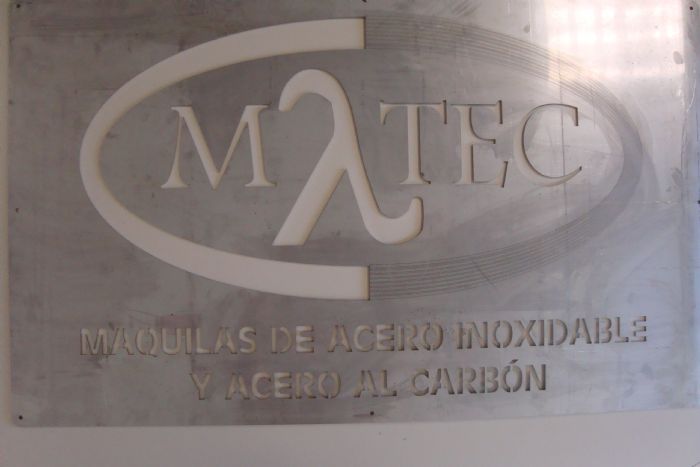 MλTEC
MAQUILAS DE ACERO INOXIDABLE
Y ACERO AL CARBÓN